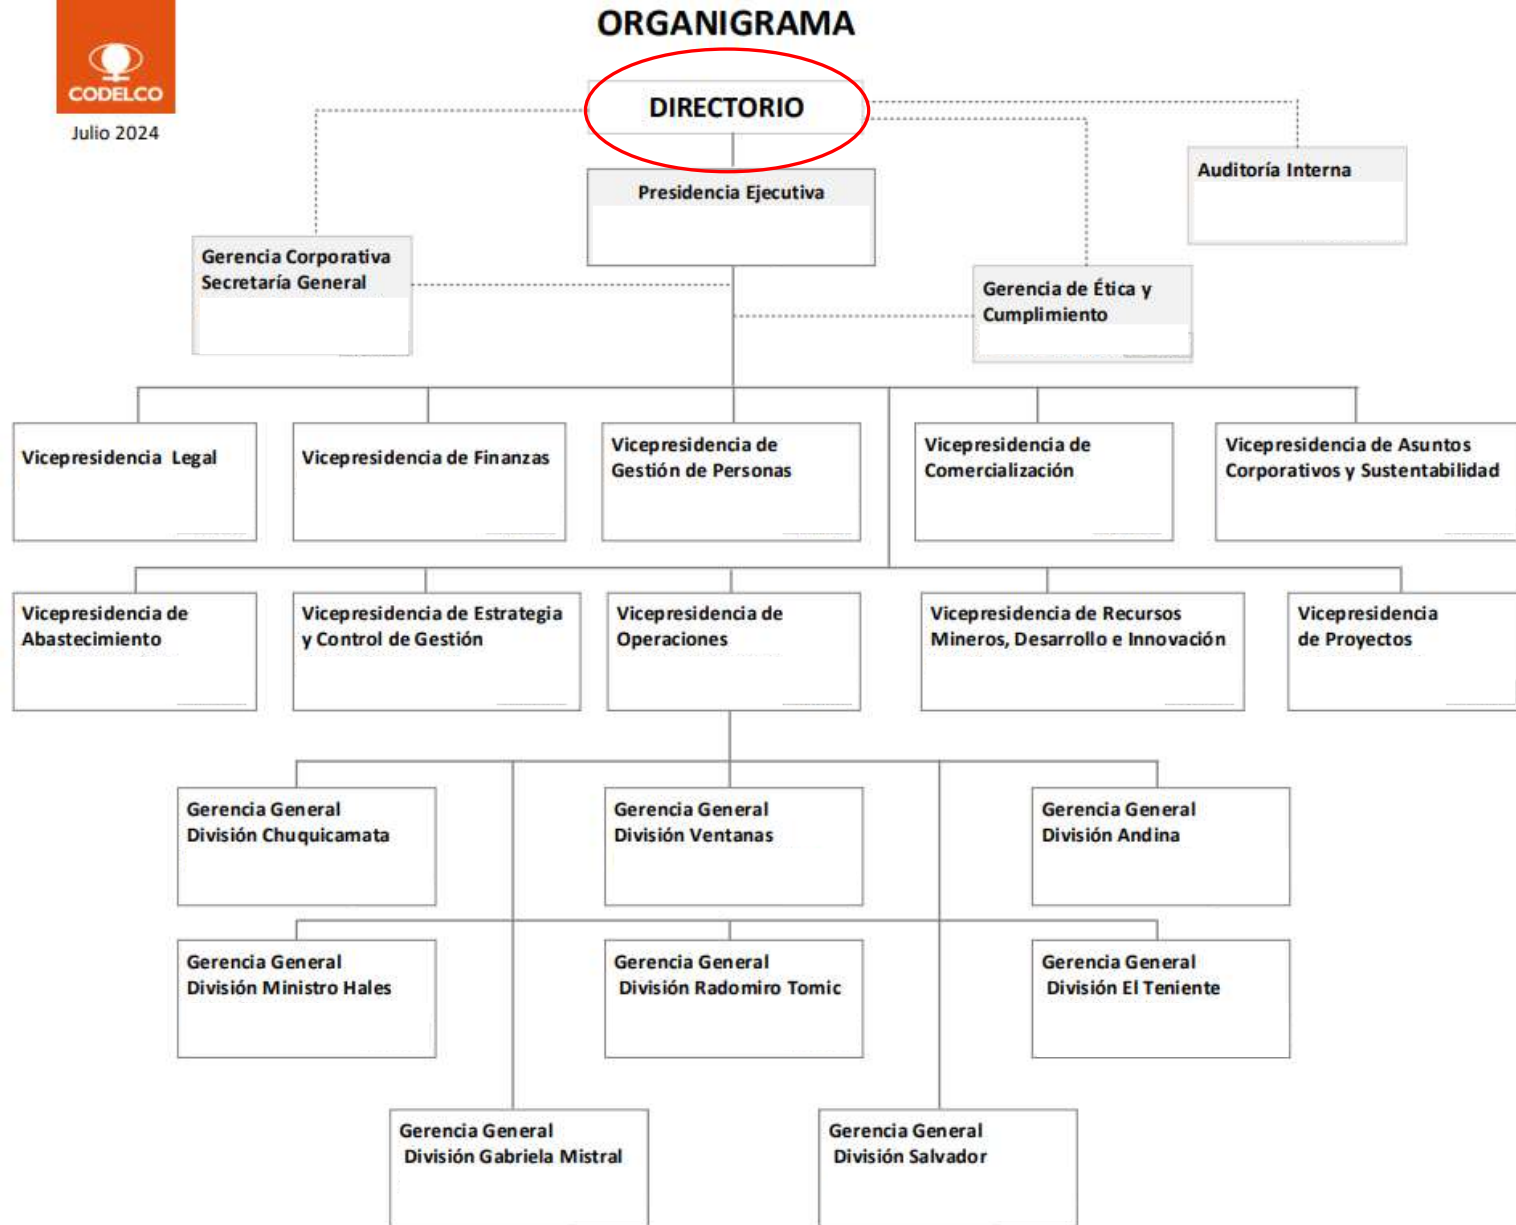 ORGANIGRAMA
CODELCO
Julio 2024
DIRECTORIO
Auditoría Interna
Presidencia Ejecutiva
Gerencia Corporativa
Secretaría General
Gerencia de Ética y
Cumplimiento
Vicepresidencia Legal
Vicepresidencia de Finanzas
Vicepresidencia de
Gestión de Personas
Vicepresidencia de
Comercialización
Vicepresidencia de Asuntos
Corporativos y Sustentabilidad
Vicepresidencia de
Abastecimiento
Vicepresidencia de Estrategia
y Control de Gestión
Vicepresidencia de
Operaciones
Vicepresidencia de Recursos
Mineros, Desarrollo e Innovación
Vicepresidencia
de Proyectos
Gerencia General
División Chuquicamata
Gerencia General
División Ventanas
Gerencia General
División Andina
Gerencia General
División Ministro Hales
Gerencia General
División Radomiro Tomic
Gerencia General
División El Teniente
Gerencia General
División Gabriela Mistral
Gerencia General
División Salvador